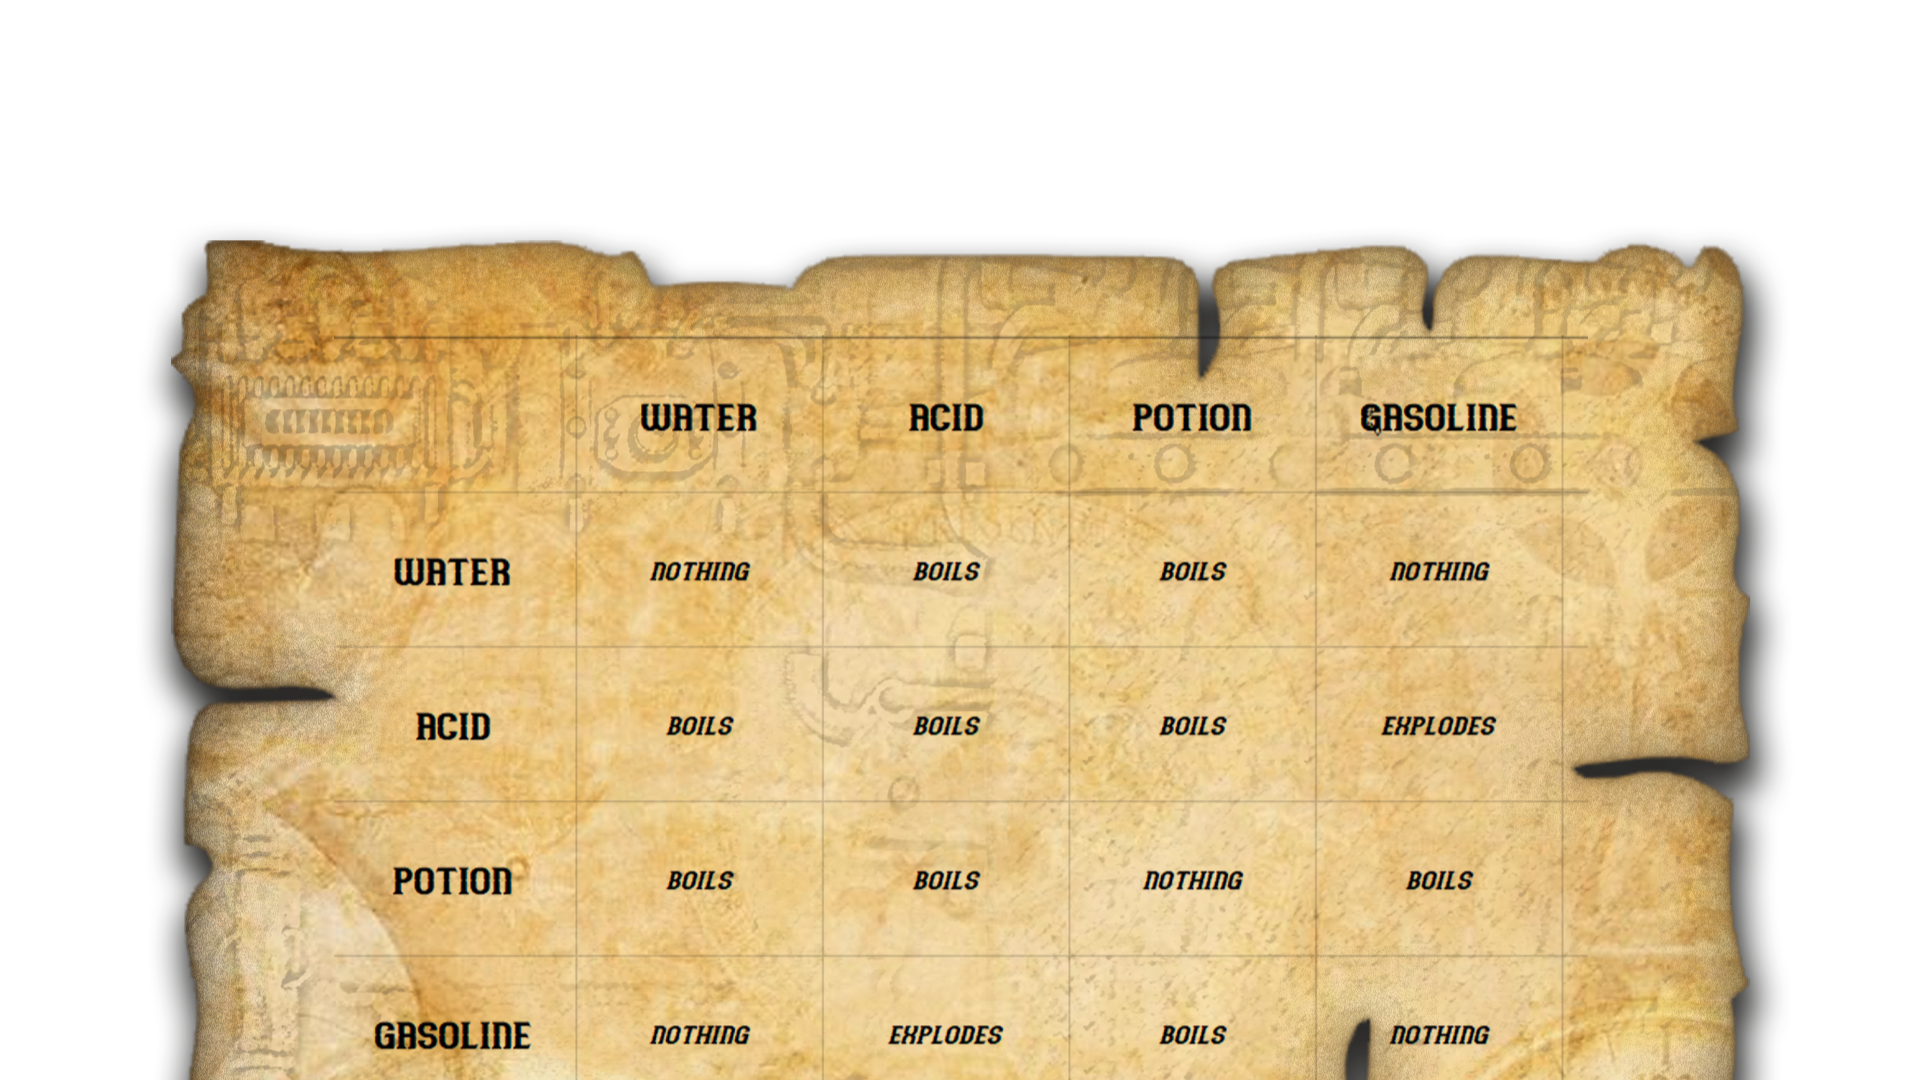 WATER ACID POTION GASOLINE
WATER NOTHING BOILS BOILS NOTHING
ACID BOILS BOILS BOILS EXPLODES
POTION BOILS BOILS NOTHING BOILS
GASOLINE NOTHING EXPLODES BOILS NOTHING